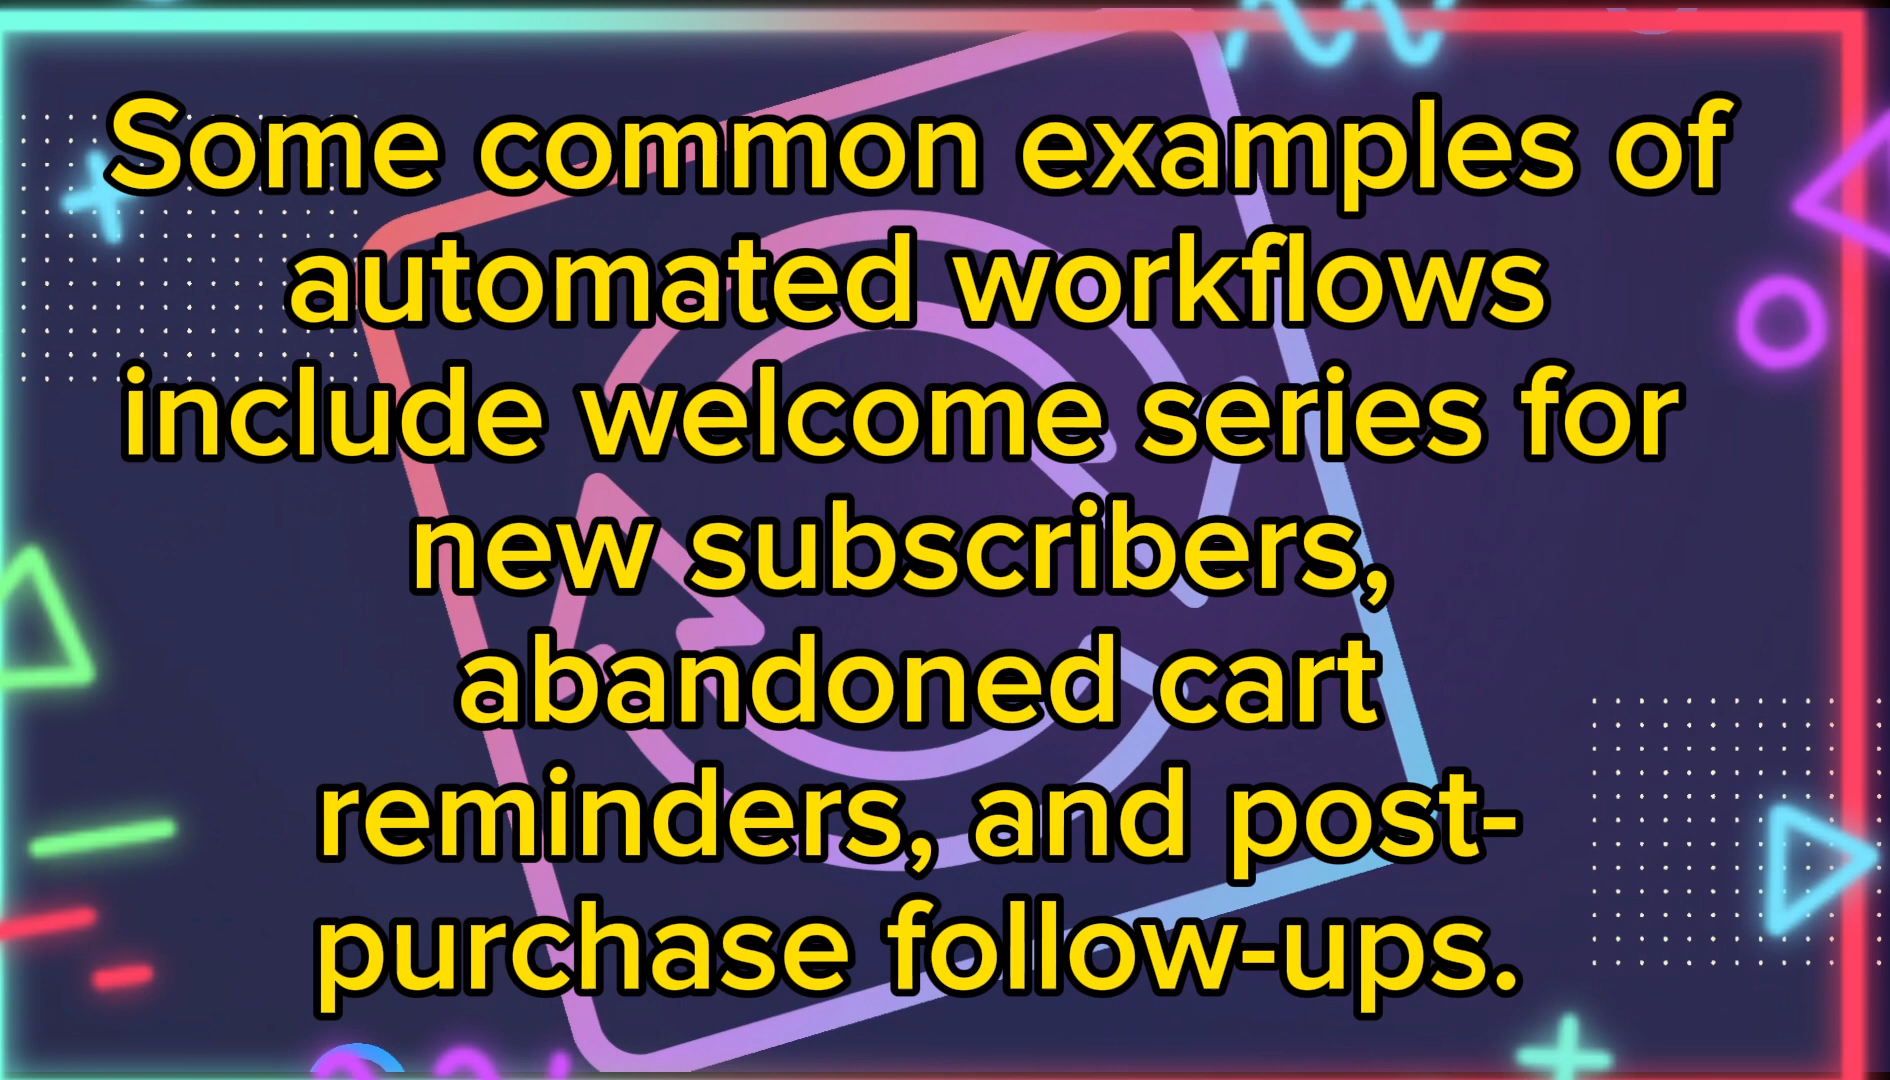 Some common examples of
automated workflows
include welcome series for
new subscribers,
abandoned cart
reminders, and post-
purchase follow-ups.